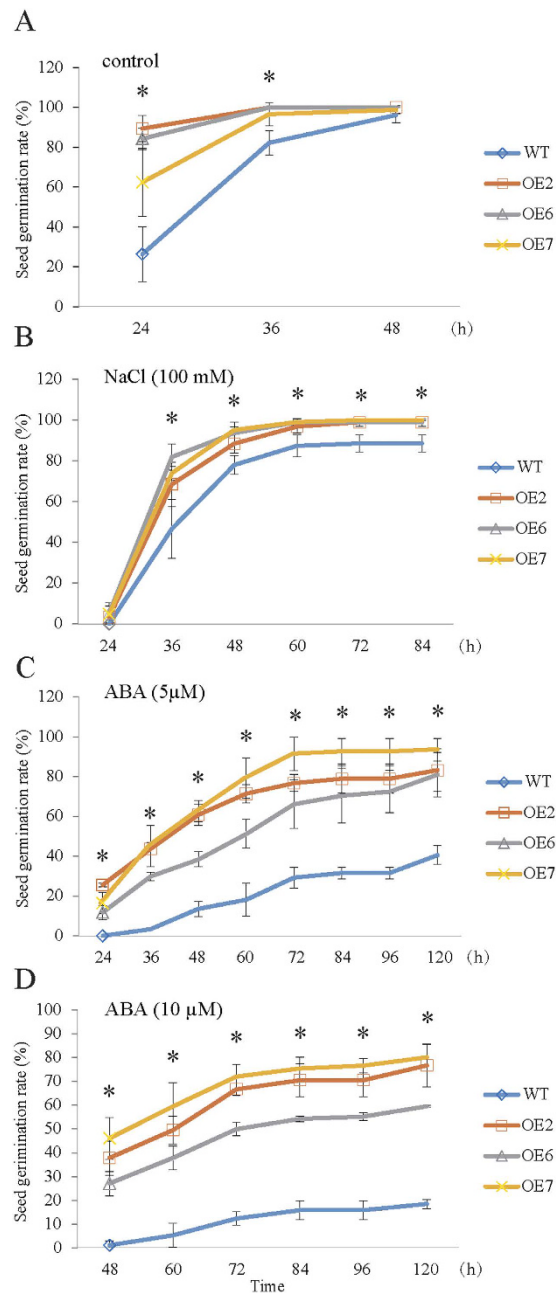 A
control
* *
Seed germination rate (%)
120
100
80
60
40
20
0
24 36 48 (h)
WT
OE2
OE6
OE7
B
NaCl (100 mM)
* * * * *
Seed germination rate (%)
120
100
80
60
40
20
0
24 36 48 60 72 84 (h)
WT
OE2
OE6
OE7
C
ABA (5μM)
* * * * * * * *
Seed germination rate (%)
120
100
80
60
40
20
0
24 36 48 60 72 84 96 120 (h)
WT
OE2
OE6
OE7
D
ABA (10 μM)
* * * * * *
Seed gerimination rate (%)
100
90
80
70
60
50
40
30
20
10
0
48 60 72 84 96 120 (h)
Time
WT
OE2
OE6
OE7